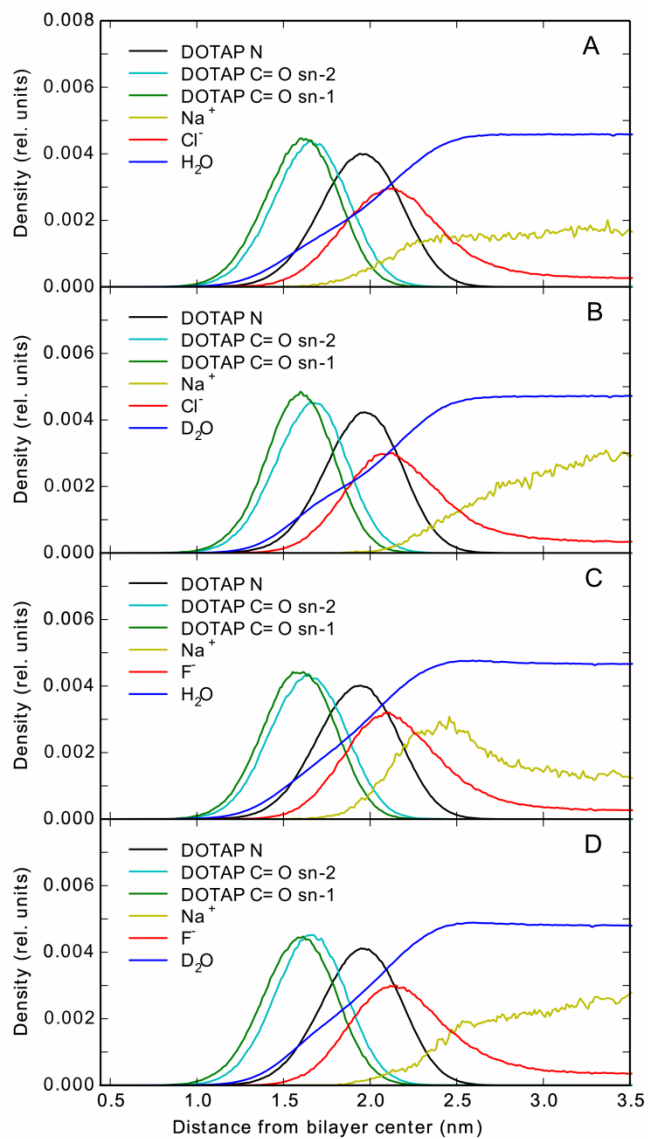 A
0.008
0.006
0.004
0.002
0.000
Density (rel. units)
DOTAP N
DOTAP C= O sn-2
DOTAP C= O sn-1
Na⁺
Cl⁻
H₂O
B
0.006
0.004
0.002
0.000
Density (rel. units)
DOTAP N
DOTAP C= O sn-2
DOTAP C= O sn-1
Na⁺
Cl⁻
D₂O
C
0.006
0.004
0.002
0.000
Density (rel. units)
DOTAP N
DOTAP C= O sn-2
DOTAP C= O sn-1
Na⁺
F⁻
H₂O
D
0.006
0.004
0.002
0.000
Density (rel. units)
DOTAP N
DOTAP C= O sn-2
DOTAP C= O sn-1
Na⁺
F⁻
D₂O
0.5 1.0 1.5 2.0 2.5 3.0 3.5
Distance from bilayer center (nm)